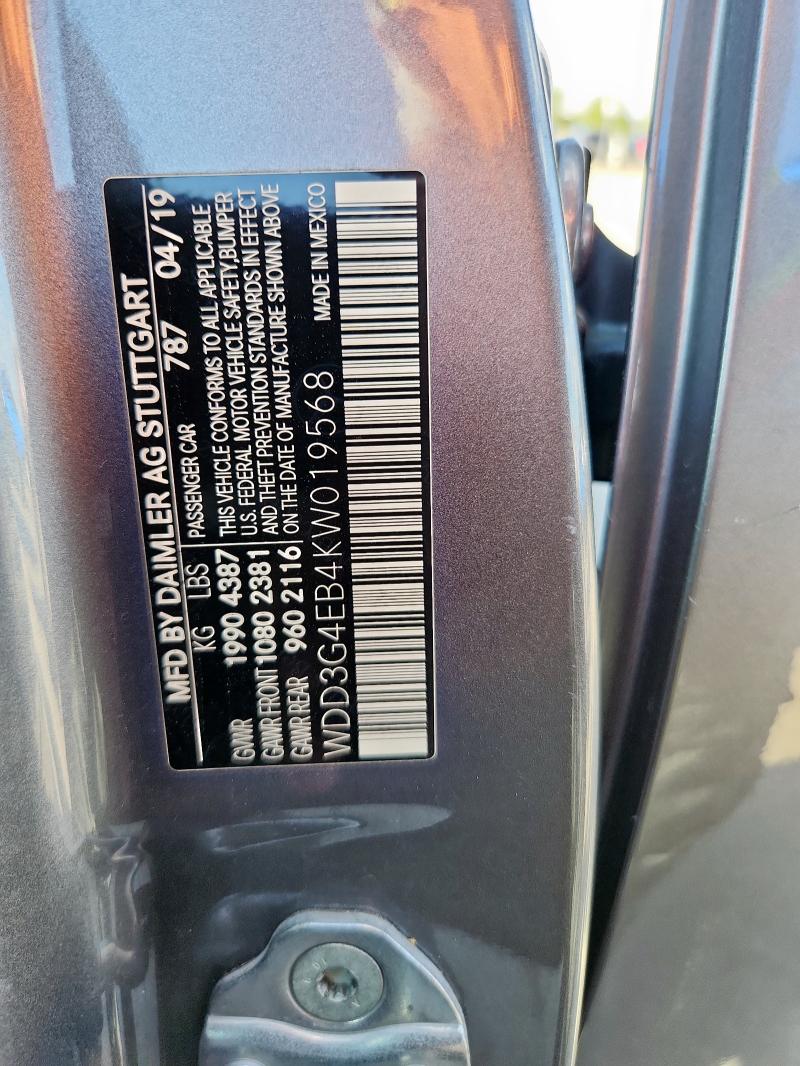 MFD BY DAIMLER AG STUTTGART
KG LBS PASSENGER CAR 787 04/19
GVWR 1990 4387
GAWR FRONT 1080 2381
GAWR REAR 960 2116
THIS VEHICLE CONFORMS TO ALL APPLICABLE
U.S. FEDERAL MOTOR VEHICLE SAFETY,BUMPER
AND THEFT PREVENTION STANDARDS IN EFFECT
ON THE DATE OF MANUFACTURE SHOWN ABOVE
WDD3G4EB4KW019568 MADE IN MEXICO